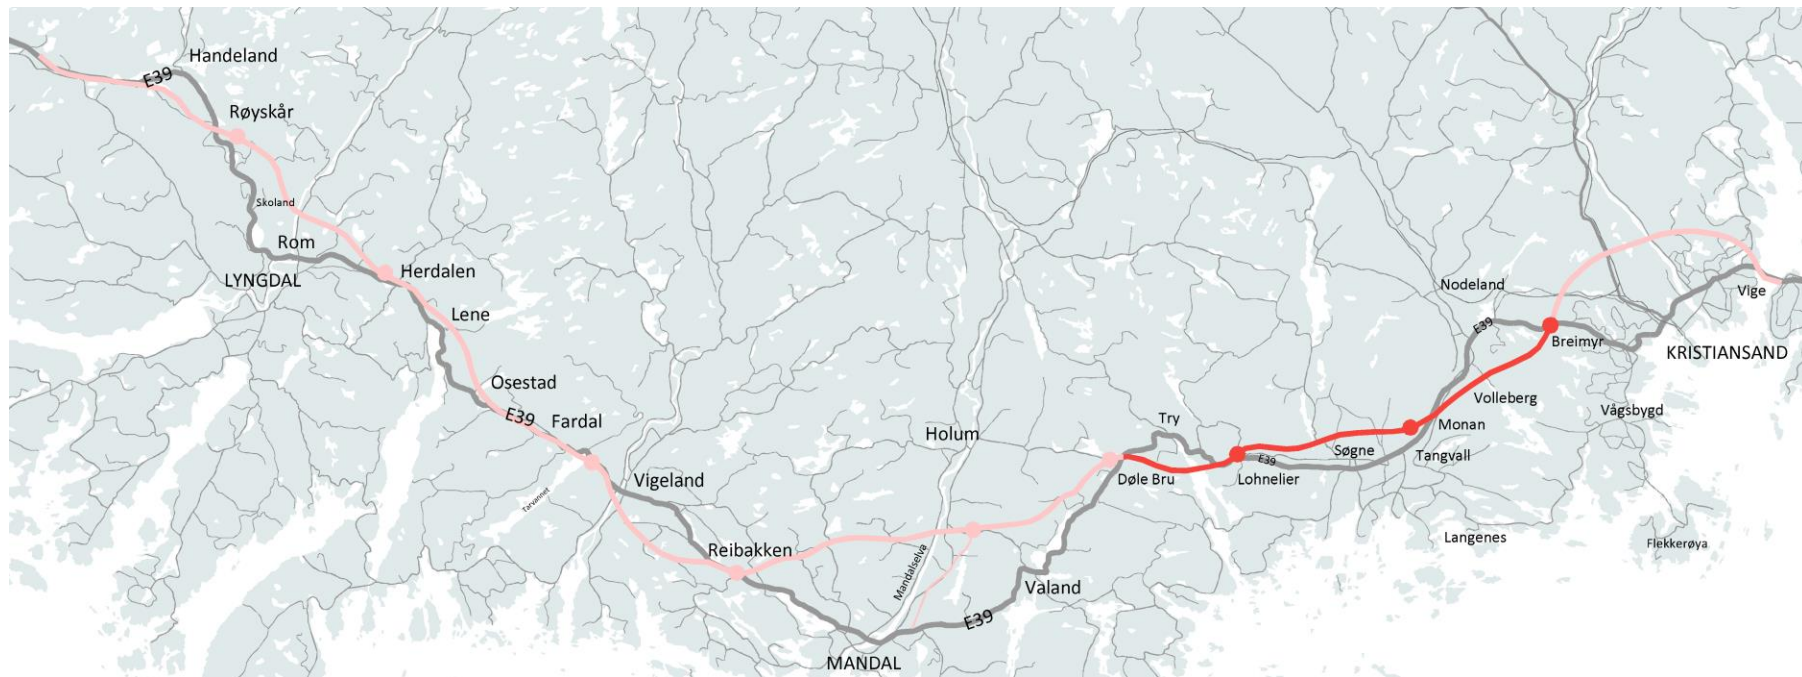 Handeland
E39
Røyskår
Skoland
Rom
LYNGDAL
Herdalen
Lene
Osestad
E39
Fardal
Tarvannet
Vigeland
Reibakken
Mandalselva
MANDAL
E39
Valand
Holum
Døle Bru
Try
Lohnelier
E39
Søgne
Tangvall
Monan
Volleberg
Langenes
Flekkerøya
Vågsbygd
Nodeland
E39
Breimyr
KRISTIANSAND
Vige